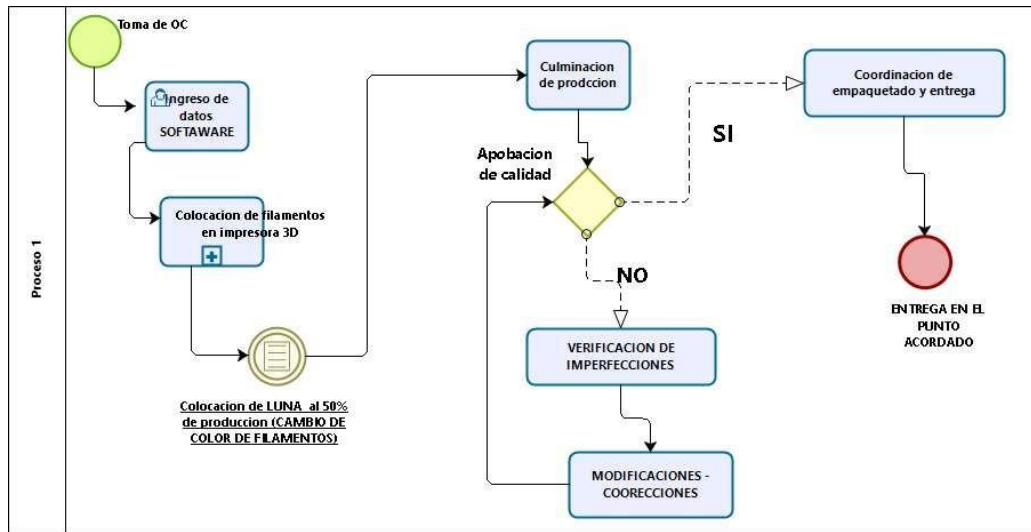 Proceso 1
Toma de OC
Ingreso de
datos
SOFTAWARE
Colocacion de filamentos
en impresora 3D
Colocacion de LUNA al 50%
de produccion (CAMBIO DE
COLOR DE FILAMENTOS)
Culminacion
de prodccion
Apobacion
de calidad
SI
NO
VERIFICACION DE
IMPERFECCIONES
MODIFICACIONES -
COORECCIONES
Coordinacion de
empaquetado y entrega
ENTREGA EN EL
PUNTO
ACORDADO